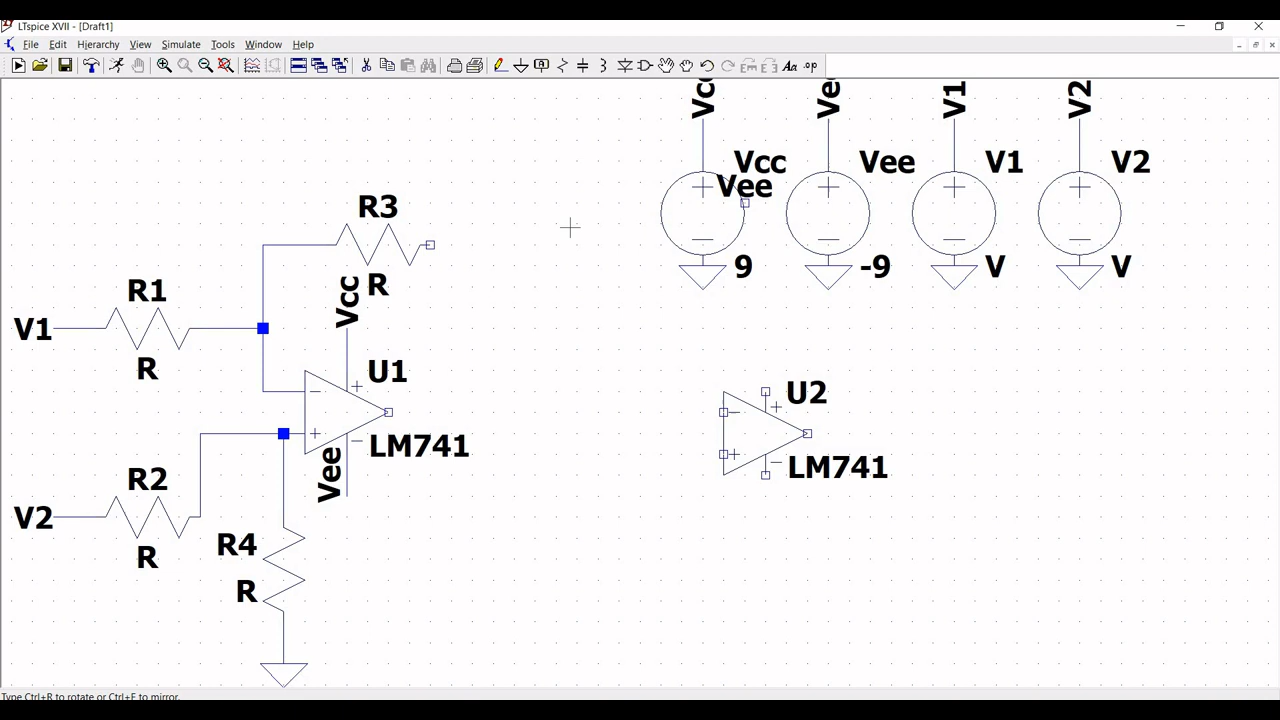 LTspice XVII - [Draft1]
File Edit Hierarchy View Simulate Tools Window Help
Vee V1 V2
Vcc Vee V1 V2
Vee
9 -9 V V
R3
R
Vcc
R1
V1
R
U1
LM741
Vee
U2
LM741
R2
V2
R
R4
R
Type Ctrl+R to rotate or Ctrl+E to mirror.